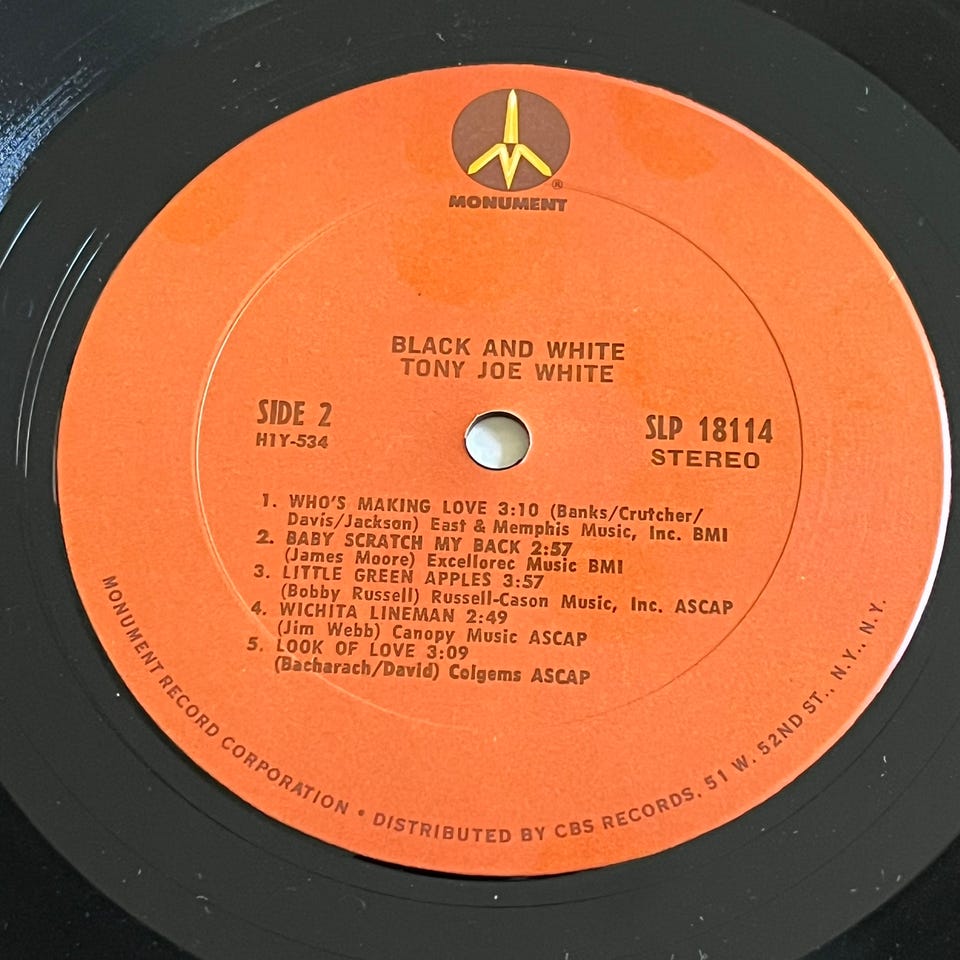 ®
MONUMENT
BLACK AND WHITE
TONY JOE WHITE
SIDE 2
H1Y-534
SLP 18114
STEREO
1. WHO'S MAKING LOVE 3:10 (Banks/Crutcher/
Davis/Jackson) East & Memphis Music, Inc. BMI
2. BABY SCRATCH MY BACK 2:57
(James Moore) Excellorec Music BMI
3. LITTLE GREEN APPLES 3:57
(Bobby Russell) Russell-Cason Music, Inc. ASCAP
4. WICHITA LINEMAN 2:49
(Jim Webb) Canopy Music ASCAP
5. LOOK OF LOVE 3:09
(Bacharach/David) Colgems ASCAP
MONUMENT RECORD CORPORATION • DISTRIBUTED BY CBS RECORDS, 51 W. 52ND ST., N.Y., N.Y.